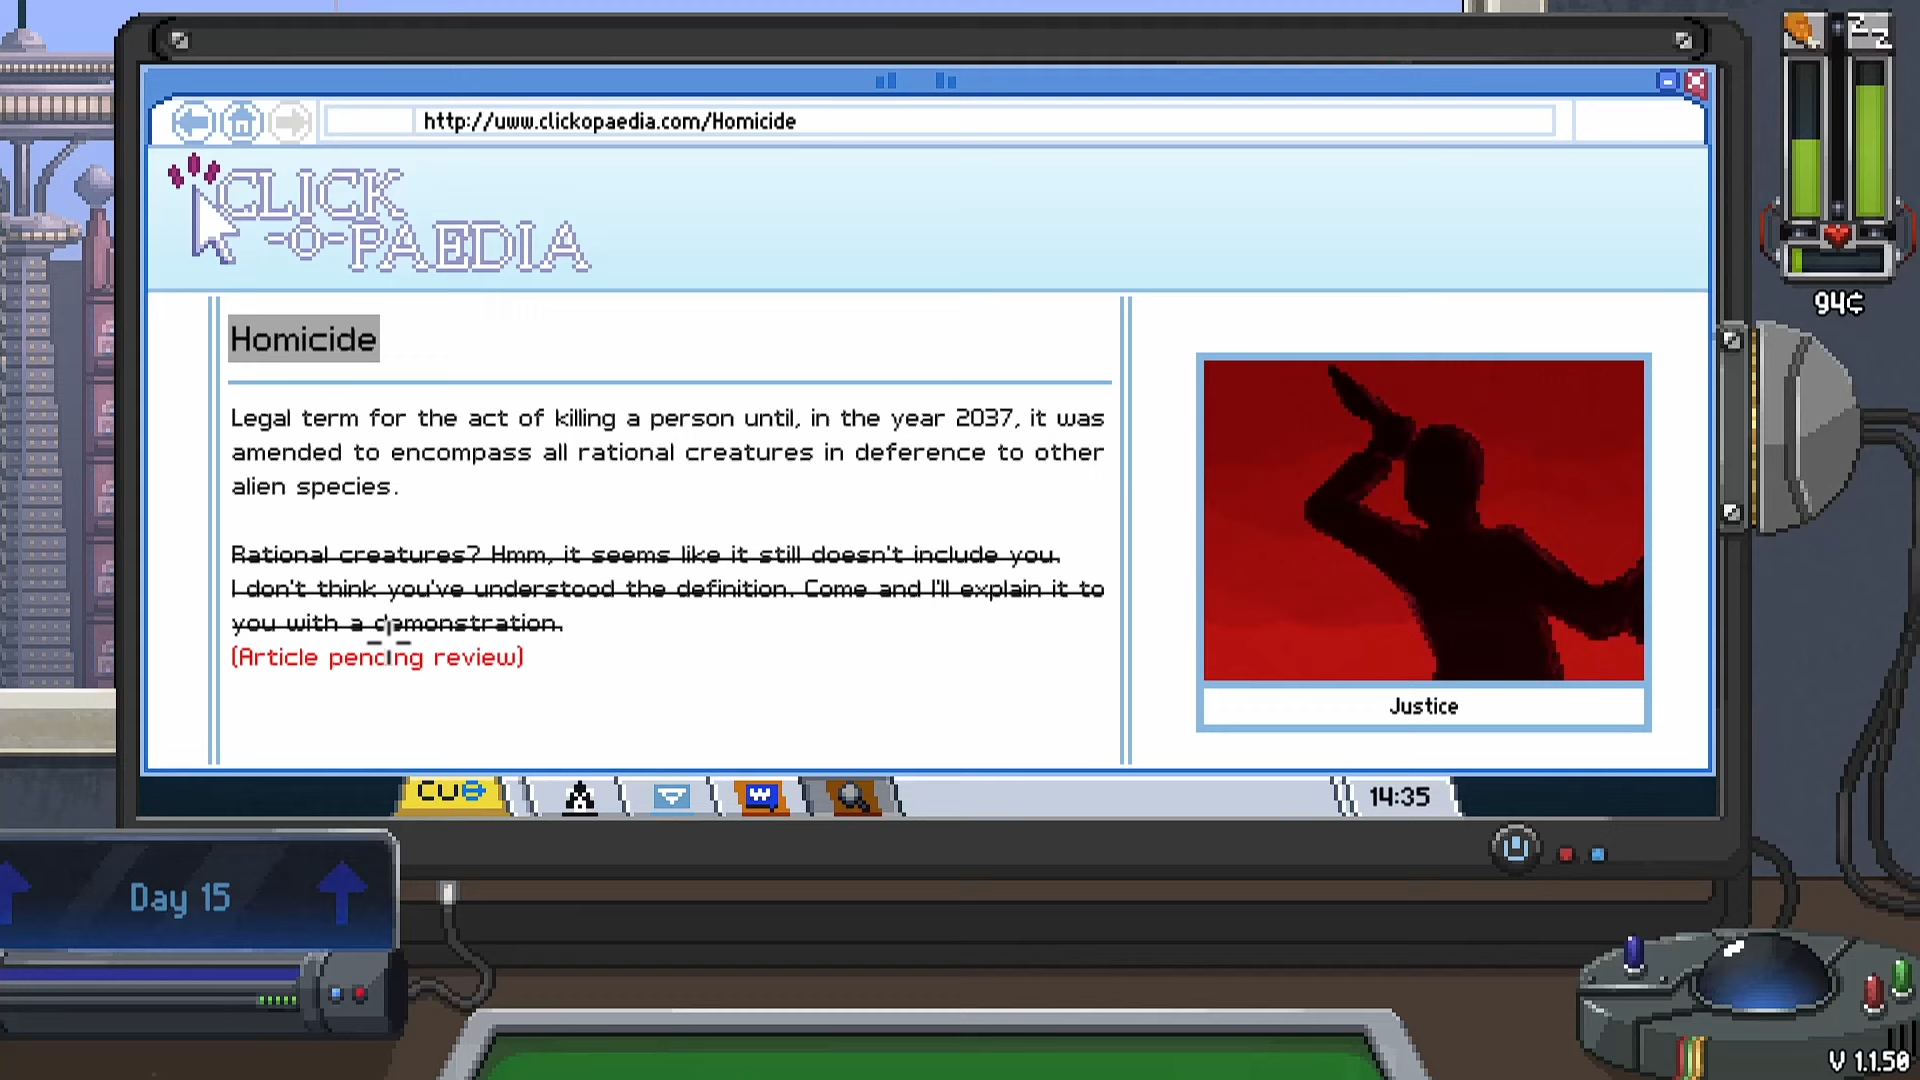 http://uww.clickopaedia.com/Homicide
CLICK
-O-PAEDIA
94¢
Homicide
Legal term for the act of killing a person until, in the year 2037, it was
amended to encompass all rational creatures in deference to other
alien species.
Rational creatures? Hmm, it seems like it still doesn't include you.
I don't think you've understood the definition. Come and I'll explain it to
you with a demonstration.
(Article pending review)
Justice
CUB
W
14:35
Day 15
V 1.1.50